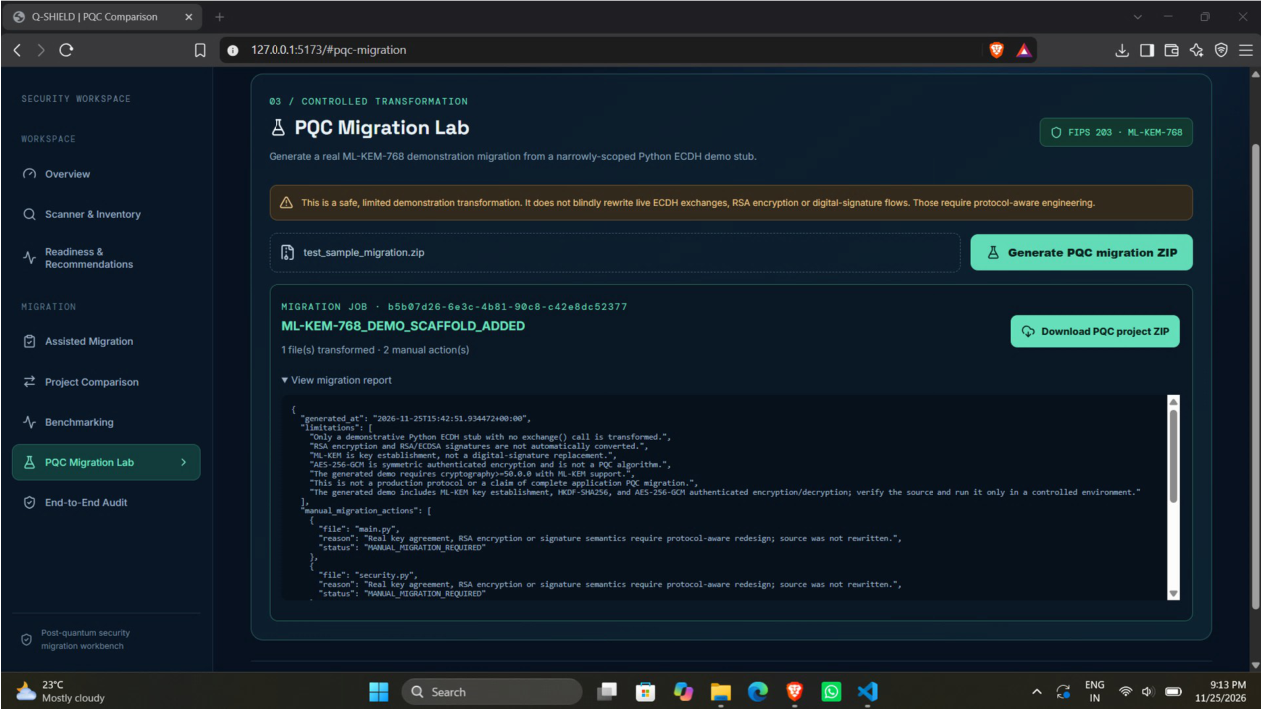 Q-SHIELD | PQC Comparison
127.0.0.1:5173/#pqc-migration
SECURITY WORKSPACE
WORKSPACE
Overview
Scanner & Inventory
Readiness &
Recommendations
MIGRATION
Assisted Migration
Project Comparison
Benchmarking
PQC Migration Lab
End-to-End Audit
Post-quantum security
migration workbench
03 / CONTROLLED TRANSFORMATION
PQC Migration Lab
FIPS 203 · ML-KEM-768
Generate a real ML-KEM-768 demonstration migration from a narrowly-scoped Python ECDH demo stub.
This is a safe, limited demonstration transformation. It does not blindly rewrite live ECDH exchanges, RSA encryption or digital-signature flows. Those require protocol-aware engineering.
test_sample_migration.zip
Generate PQC migration ZIP
MIGRATION JOB · b5b07d26-6e3c-4b81-90c8-c42e8dc52377
ML-KEM-768_DEMO_SCAFFOLD_ADDED
1 file(s) transformed · 2 manual action(s)
Download PQC project ZIP
▼ View migration report
{
"generated_at": "2026-11-25T15:42:51.934472+00:00",
"limitations": [
"Only a demonstrative Python ECDH stub with no exchange() call is transformed.",
"RSA encryption and RSA/ECDSA signatures are not automatically converted.",
"ML-KEM is key establishment, not a digital-signature replacement.",
"AES-256-GCM is symmetric authenticated encryption and is not a PQC algorithm.",
"The generated demo requires cryptography>=50.0.0 with ML-KEM support.",
"This is not a production protocol or a claim of complete application PQC migration.",
"The generated demo includes ML-KEM key establishment, HKDF-SHA256, and AES-256-GCM authenticated encryption/decryption; verify the source and run it only in a controlled environment."
],
"manual_migration_actions": [
{
"file": "main.py",
"reason": "Real key agreement, RSA encryption or signature semantics require protocol-aware redesign; source was not rewritten.",
"status": "MANUAL_MIGRATION_REQUIRED"
},
{
"file": "security.py",
"reason": "Real key agreement, RSA encryption or signature semantics require protocol-aware redesign; source was not rewritten.",
"status": "MANUAL_MIGRATION_REQUIRED"
23°C
Mostly cloudy
Search
ENG
IN
9:13 PM
11/25/2026